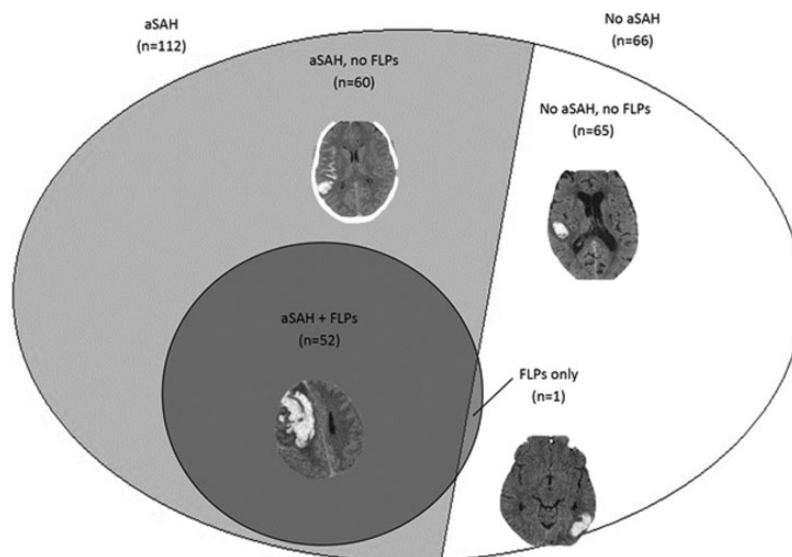 aSAH
(n=112)
No aSAH
(n=66)
aSAH, no FLPs
(n=60)
No aSAH, no FLPs
(n=65)
aSAH + FLPs
(n=52)
FLPs only
(n=1)